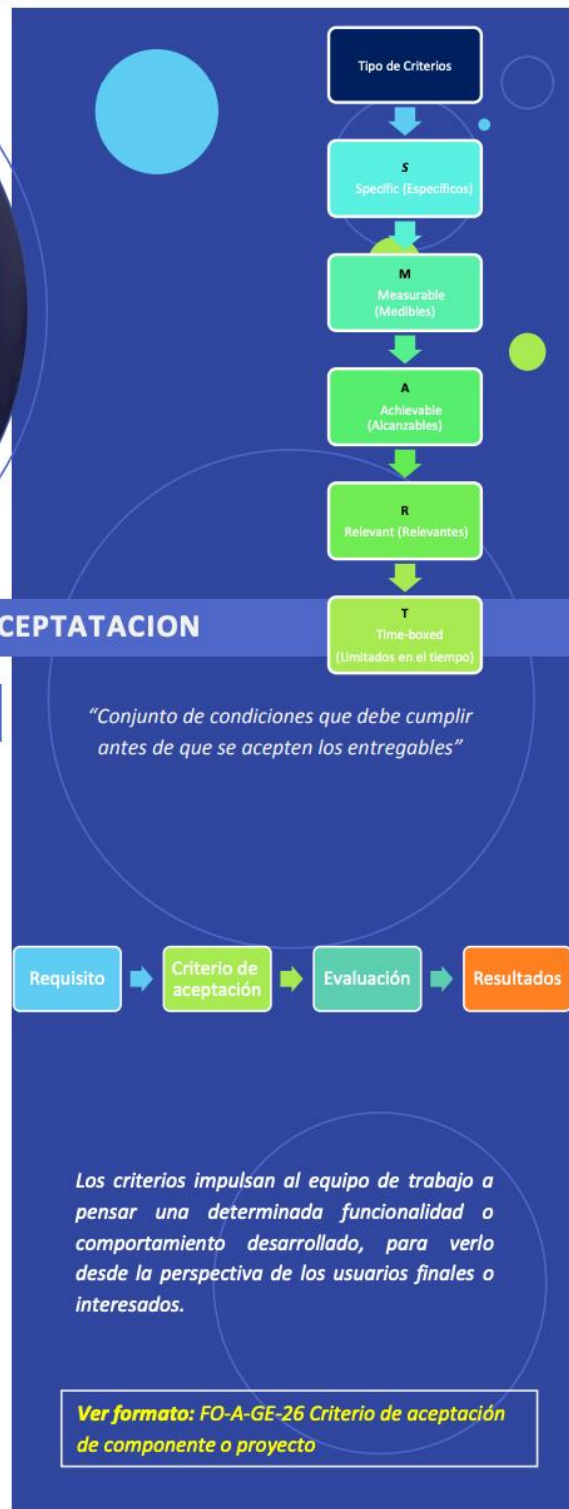 Tipo de Criterios
S
Specific (Específicos)
M
Measurable
(Medibles)
A
Achievable
(Alcanzables)
R
Relevant (Relevantes)
T
Time-boxed
(Limitados en el tiempo)
CEPTATACION
“Conjunto de condiciones que debe cumplir
antes de que se acepten los entregables”
Requisito
Criterio de
aceptación
Evaluación
Resultados
Los criterios impulsan al equipo de trabajo a
pensar una determinada funcionalidad o
comportamiento desarrollado, para verlo
desde la perspectiva de los usuarios finales o
interesados.
Ver formato: FO-A-GE-26 Criterio de aceptación
de componente o proyecto